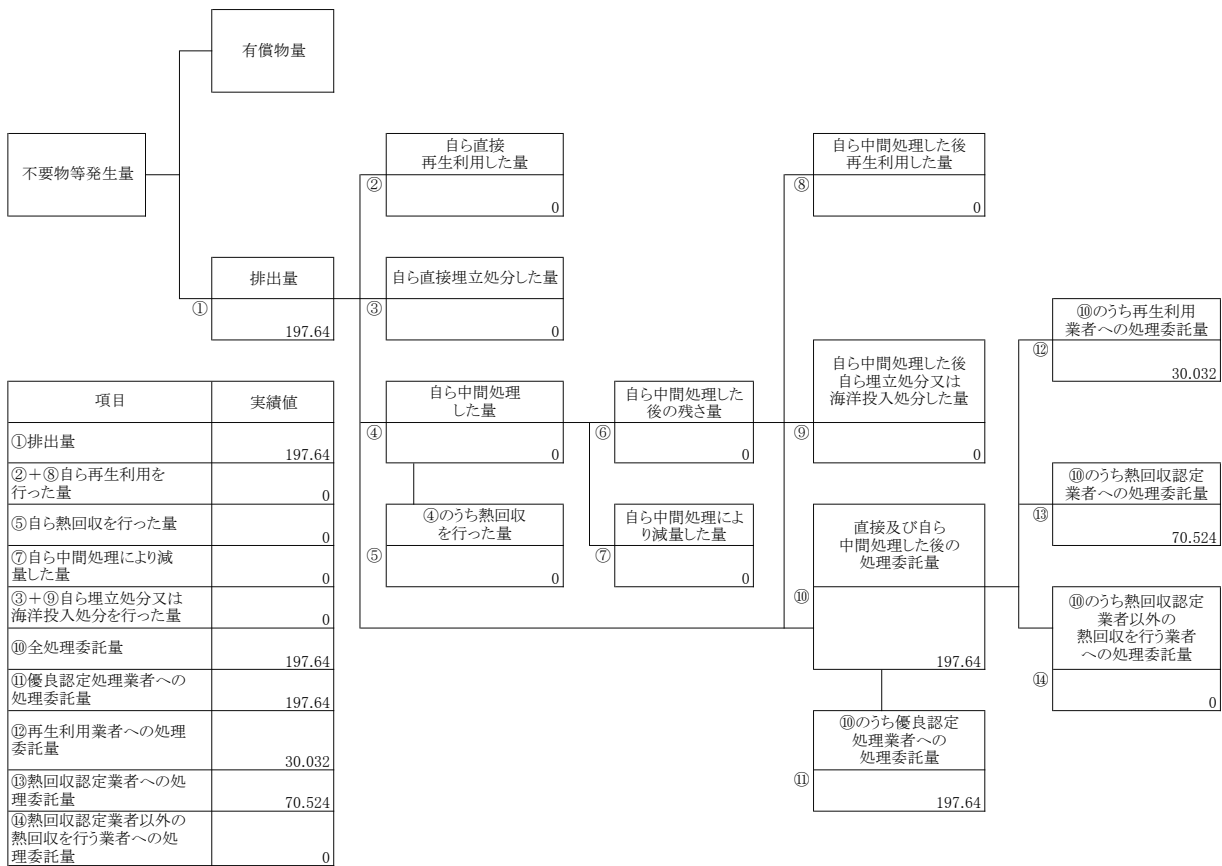 有償物量
不要物等発生量
自ら直接
再生利用した量
②
0
自ら中間処理した後
再生利用した量
⑧
0
排出量
①
197.64
自ら直接埋立処分した量
③
0
⑩のうち再生利用
業者への処理委託量
⑫
30.032
自ら中間処理
した量
④
0
自ら中間処理した
後の残さ量
⑥
0
自ら中間処理した後
自ら埋立処分又は
海洋投入処分した量
⑨
0
⑩のうち熱回収認定
業者への処理委託量
⑬
70.524
④のうち熱回収
を行った量
⑤
0
自ら中間処理によ
り減量した量
⑦
0
直接及び自ら
中間処理した後の
処理委託量
⑩
197.64
⑩のうち熱回収認定
業者以外の
熱回収を行う業者
への処理委託量
⑭
0
⑩のうち優良認定
処理業者への
処理委託量
⑪
197.64
項目 実績値
①排出量 197.64
②+⑧自ら再生利用を
行った量 0
⑤自ら熱回収を行った量 0
⑦自ら中間処理により減
量した量 0
③+⑨自ら埋立処分又は
海洋投入処分を行った量 0
⑩全処理委託量 197.64
⑪優良認定処理業者への
処理委託量 197.64
⑫再生利用業者への処理
委託量 30.032
⑬熱回収認定業者への処
理委託量 70.524
⑭熱回収認定業者以外の
熱回収を行う業者への処
理委託量 0